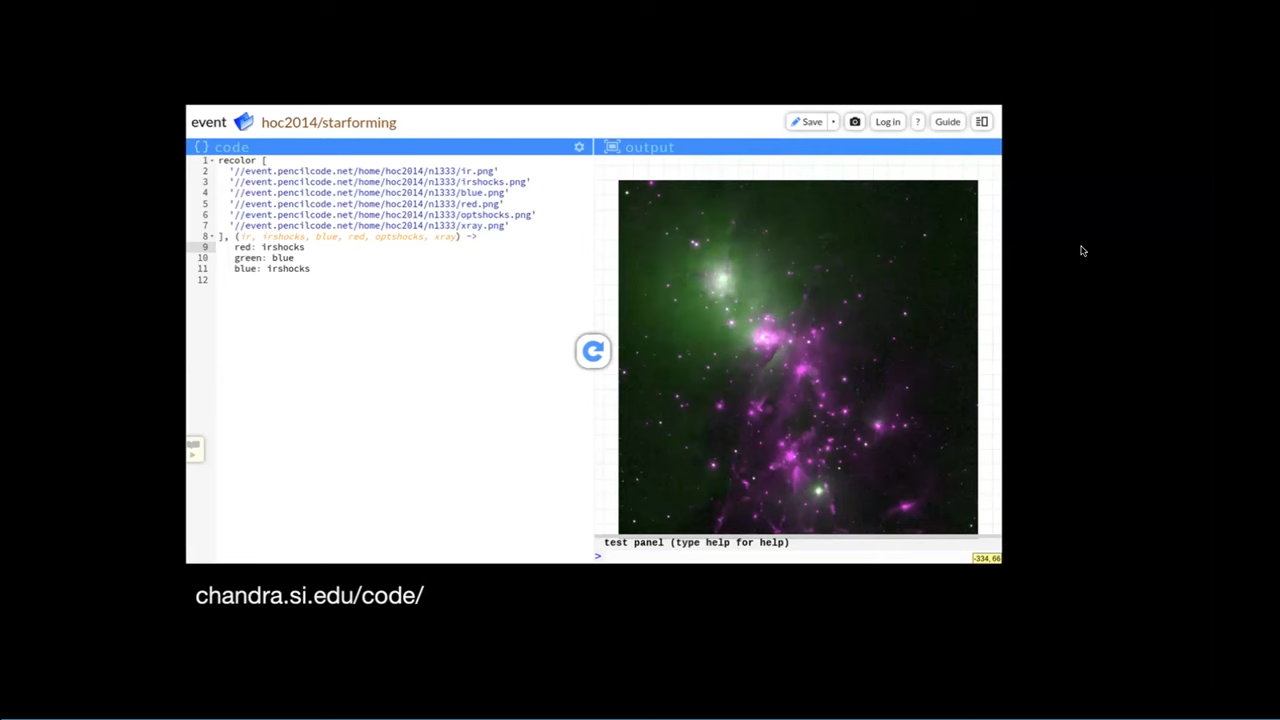 event hoc2014/starforming
Save Log in ? Guide
{} code
output
1 recolor [
2 '//event.pencilcode.net/home/hoc2014/n1333/ir.png'
3 '//event.pencilcode.net/home/hoc2014/n1333/irshocks.png'
4 '//event.pencilcode.net/home/hoc2014/n1333/blue.png'
5 '//event.pencilcode.net/home/hoc2014/n1333/red.png'
6 '//event.pencilcode.net/home/hoc2014/n1333/optshocks.png'
7 '//event.pencilcode.net/home/hoc2014/n1333/xray.png'
8 ], (ir, irshocks, blue, red, optshocks, xray) ->
9 red: irshocks
10 green: blue
11 blue: irshocks
12
test panel (type help for help)
>
-334,66
chandra.si.edu/code/